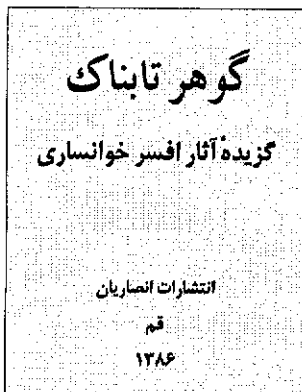 گوهر تابناک
گزیدهٔ آثار افسر خوانساری
انتشارات انصاریان
قم
۱۳۸۶